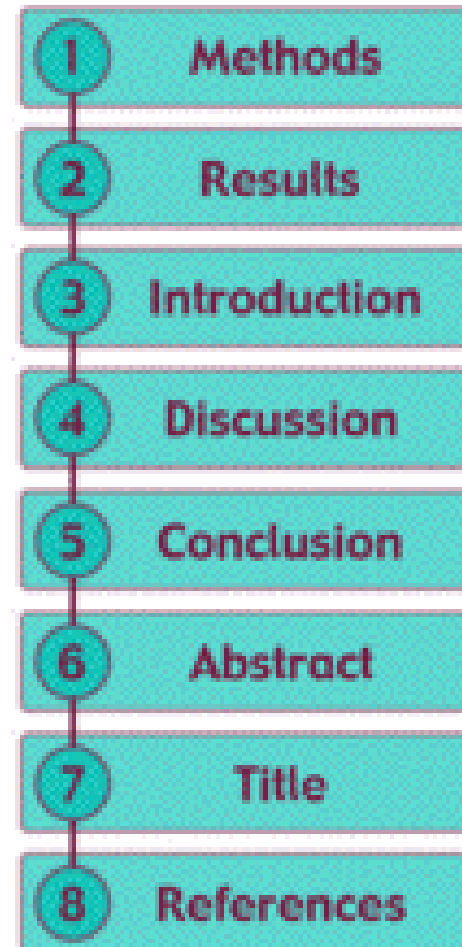 1 Methods
2 Results
3 Introduction
4 Discussion
5 Conclusion
6 Abstract
7 Title
8 References